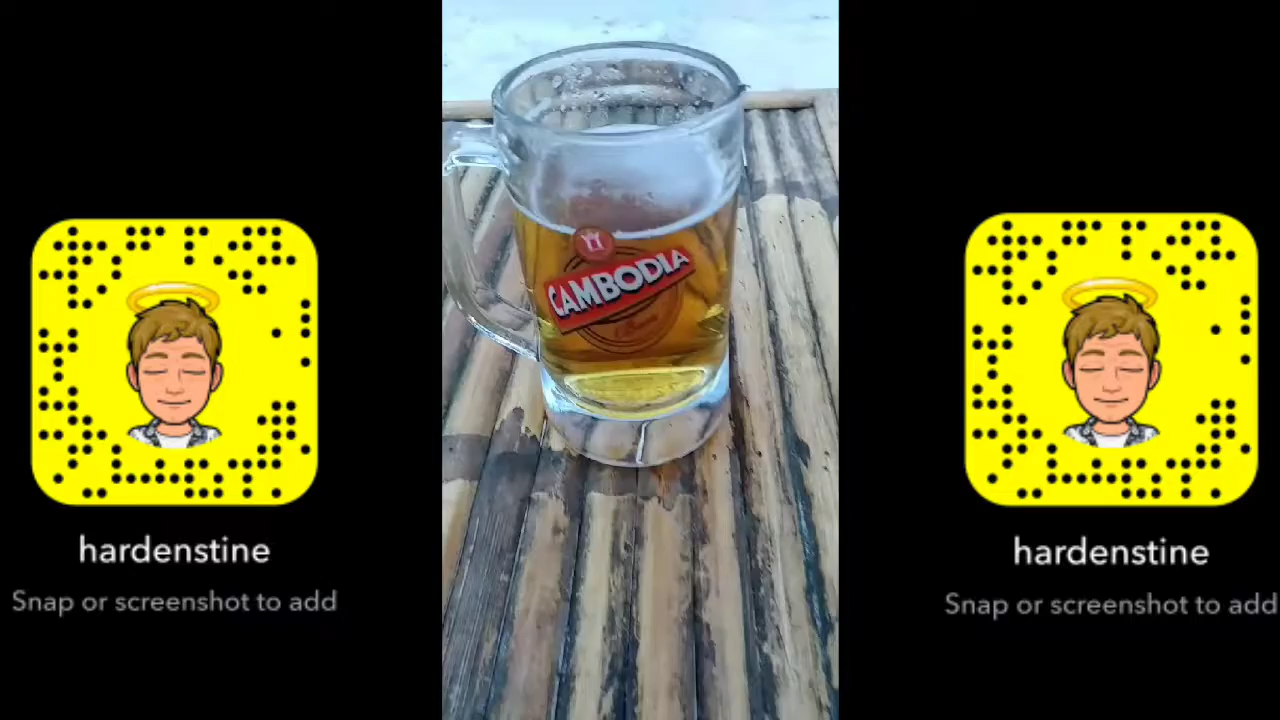 CAMBODIA
hardenstine
Snap or screenshot to add
hardenstine
Snap or screenshot to add